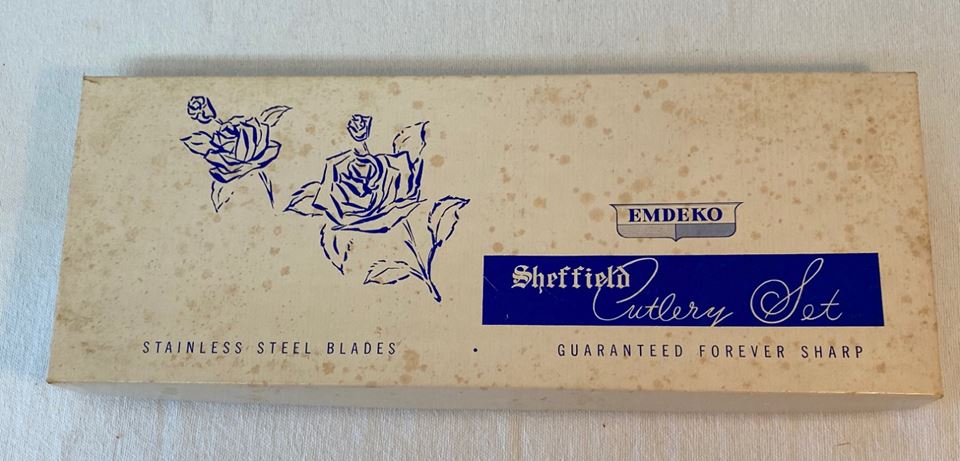 EMDEKO
Sheffield Cutlery Set
STAINLESS STEEL BLADES • GUARANTEED FOREVER SHARP